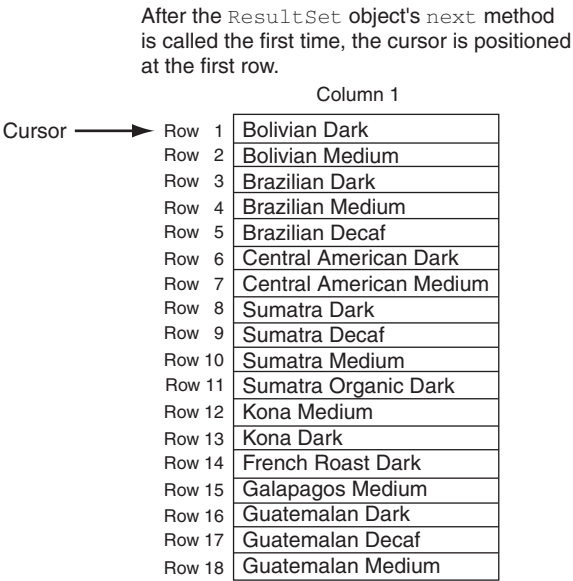 After the ResultSet object's next method
is called the first time, the cursor is positioned
at the first row.
Column 1
Cursor Row 1 Bolivian Dark
Row 2 Bolivian Medium
Row 3 Brazilian Dark
Row 4 Brazilian Medium
Row 5 Brazilian Decaf
Row 6 Central American Dark
Row 7 Central American Medium
Row 8 Sumatra Dark
Row 9 Sumatra Decaf
Row 10 Sumatra Medium
Row 11 Sumatra Organic Dark
Row 12 Kona Medium
Row 13 Kona Dark
Row 14 French Roast Dark
Row 15 Galapagos Medium
Row 16 Guatemalan Dark
Row 17 Guatemalan Decaf
Row 18 Guatemalan Medium